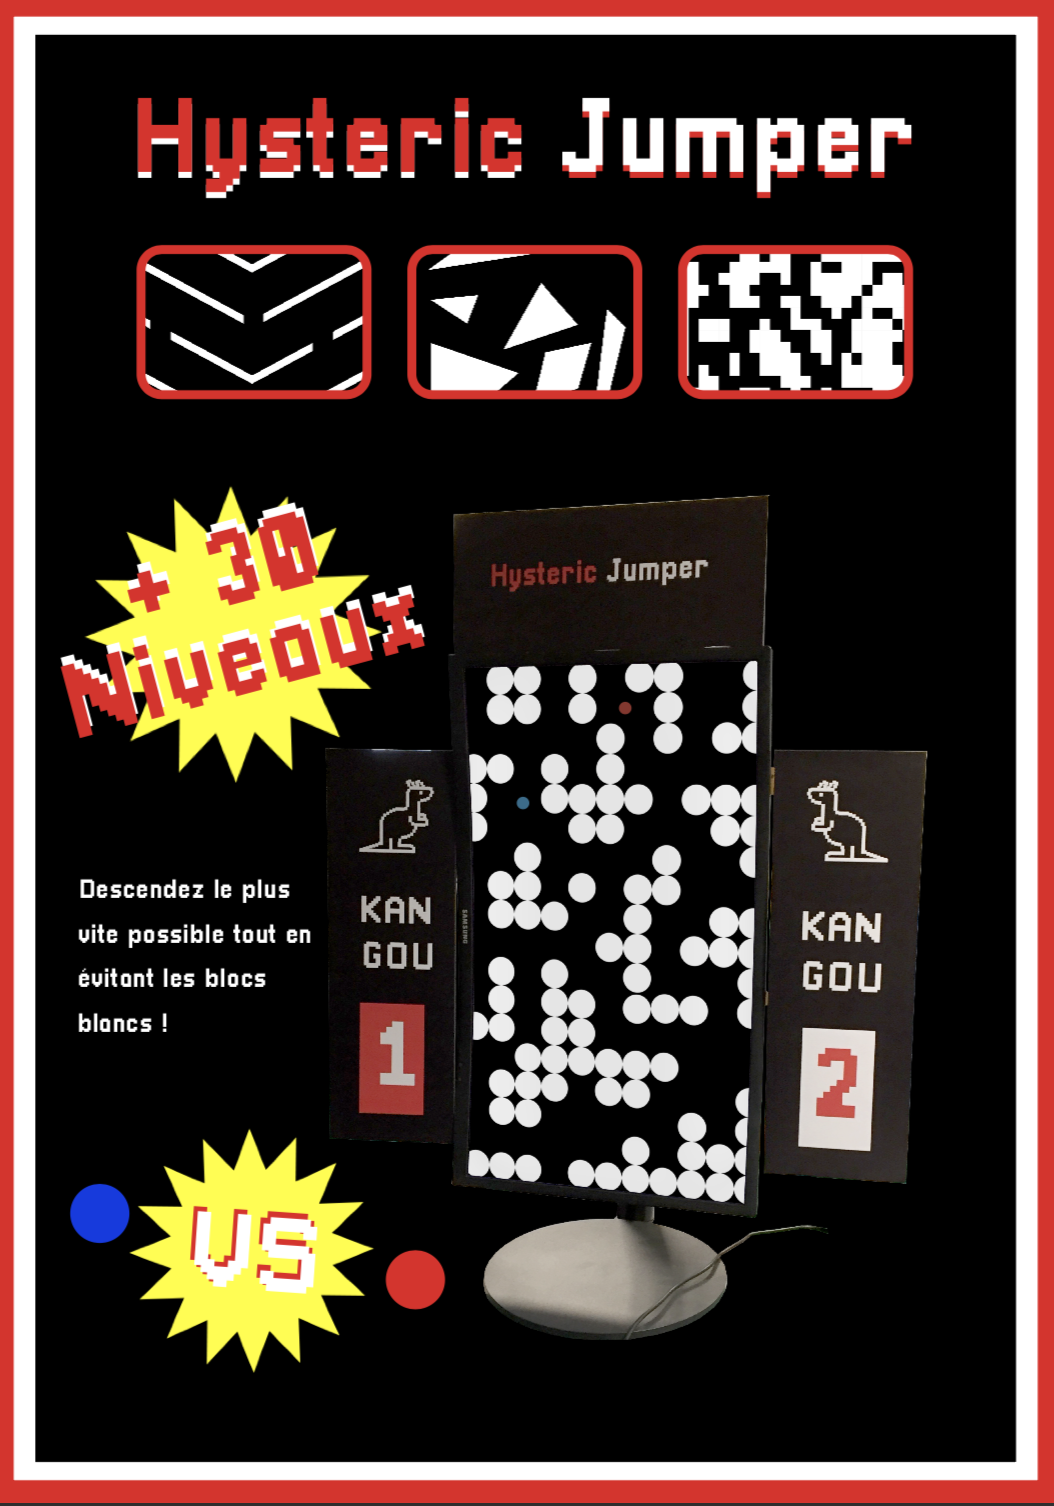 Hysteric Jumper
+ 30
Niveaux
Hysteric Jumper
KAN
GOU
1
KAN
GOU
2
SAMSUNG
Descendez le plus
vite possible tout en
évitant les blocs
blancs !
VS